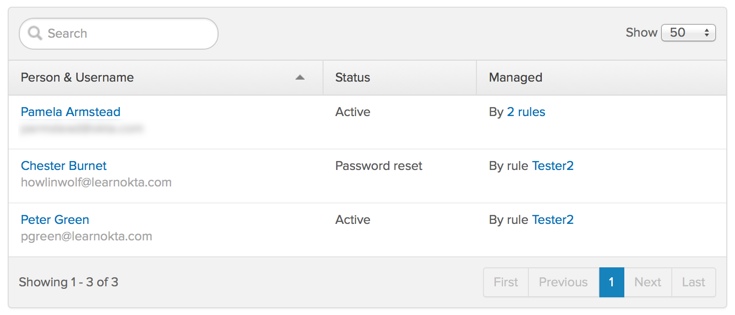 Search
Show 50
Person & Username Status Managed
Pamela Armstead Active By 2 rules
Chester Burnet Password reset By rule Tester2
howlinwolf@learnokta.com
Peter Green Active By rule Tester2
pgreen@learnokta.com
Showing 1 - 3 of 3 First Previous 1 Next Last